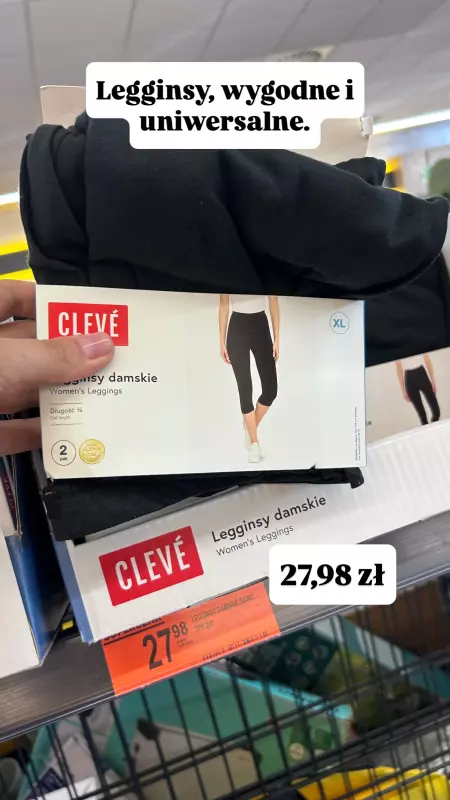 Legginsy, wygodne i
uniwersalne.
CLEVÉ
XL
Legginsy damskie
Women's Leggings
Długość ¾
2
CLEVÉ
Legginsy damskie
Women's Leggings
27,98 zł
27 98